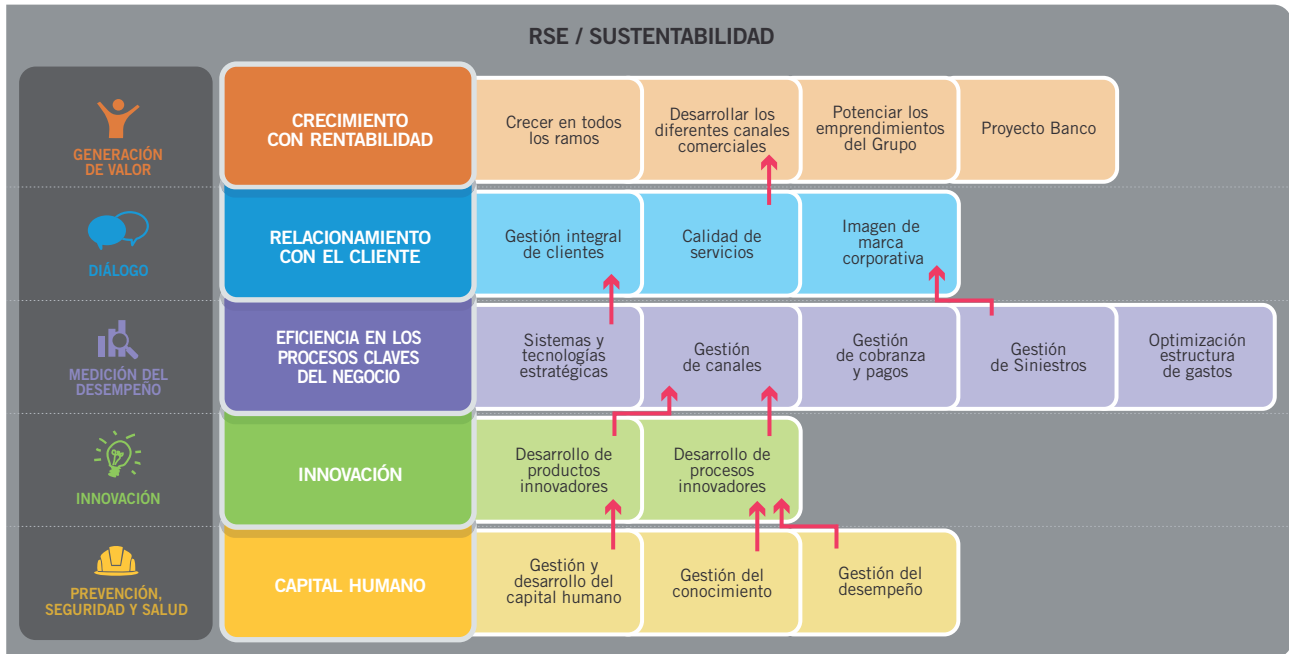 RSE / SUSTENTABILIDAD
GENERACIÓN
DE VALOR
CRECIMIENTO
CON RENTABILIDAD
Crecer en todos
los ramos
Desarrollar los
diferentes canales
comerciales
Potenciar los
emprendimientos
del Grupo
Proyecto Banco
DIÁLOGO
RELACIONAMIENTO
CON EL CLIENTE
Gestión integral
de clientes
Calidad de
servicios
Imagen de
marca
corporativa
MEDICIÓN DEL
DESEMPEÑO
EFICIENCIA EN LOS
PROCESOS CLAVES
DEL NEGOCIO
Sistemas y
tecnologías
estratégicas
Gestión
de canales
Gestión
de cobranza
y pagos
Gestión
de Siniestros
Optimización
estructura
de gastos
INNOVACIÓN
INNOVACIÓN
Desarrollo de
productos
innovadores
Desarrollo de
procesos
innovadores
PREVENCIÓN,
SEGURIDAD Y SALUD
CAPITAL HUMANO
Gestión y
desarrollo del
capital humano
Gestión del
conocimiento
Gestión del
desempeño